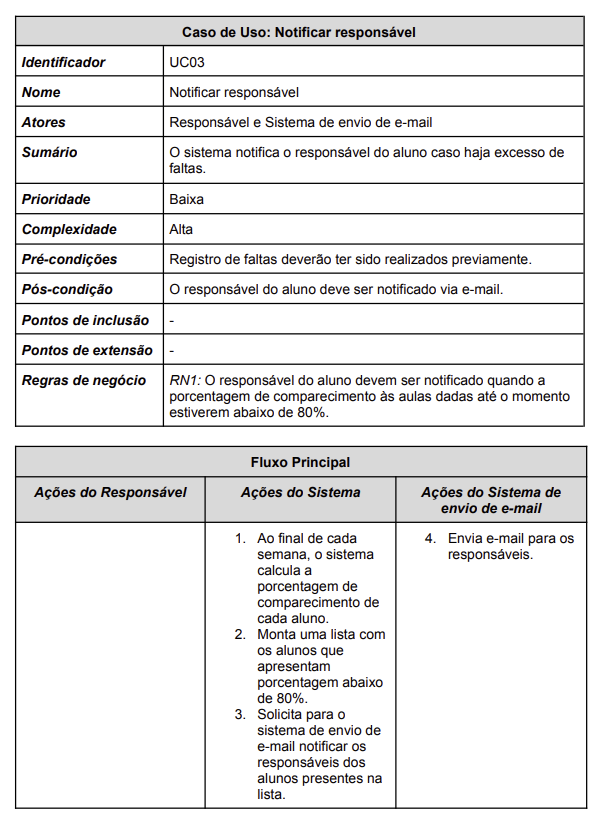 Caso de Uso: Notificar responsável
Identificador UC03
Nome Notificar responsável
Atores Responsável e Sistema de envio de e-mail
Sumário O sistema notifica o responsável do aluno caso haja excesso de
faltas.
Prioridade Baixa
Complexidade Alta
Pré-condições Registro de faltas deverão ter sido realizados previamente.
Pós-condição O responsável do aluno deve ser notificado via e-mail.
Pontos de inclusão -
Pontos de extensão -
Regras de negócio RN1: O responsável do aluno devem ser notificado quando a
porcentagem de comparecimento às aulas dadas até o momento
estiverem abaixo de 80%.
Fluxo Principal
Ações do Responsável
Ações do Sistema
Ações do Sistema de
envio de e-mail
1. Ao final de cada
semana, o sistema
calcula a
porcentagem de
comparecimento de
cada aluno.
2. Monta uma lista com
os alunos que
apresentam
porcentagem abaixo
de 80%.
3. Solicita para o
sistema de envio de
e-mail notificar os
responsáveis dos
alunos presentes na
lista.
4. Envia e-mail para os
responsáveis.